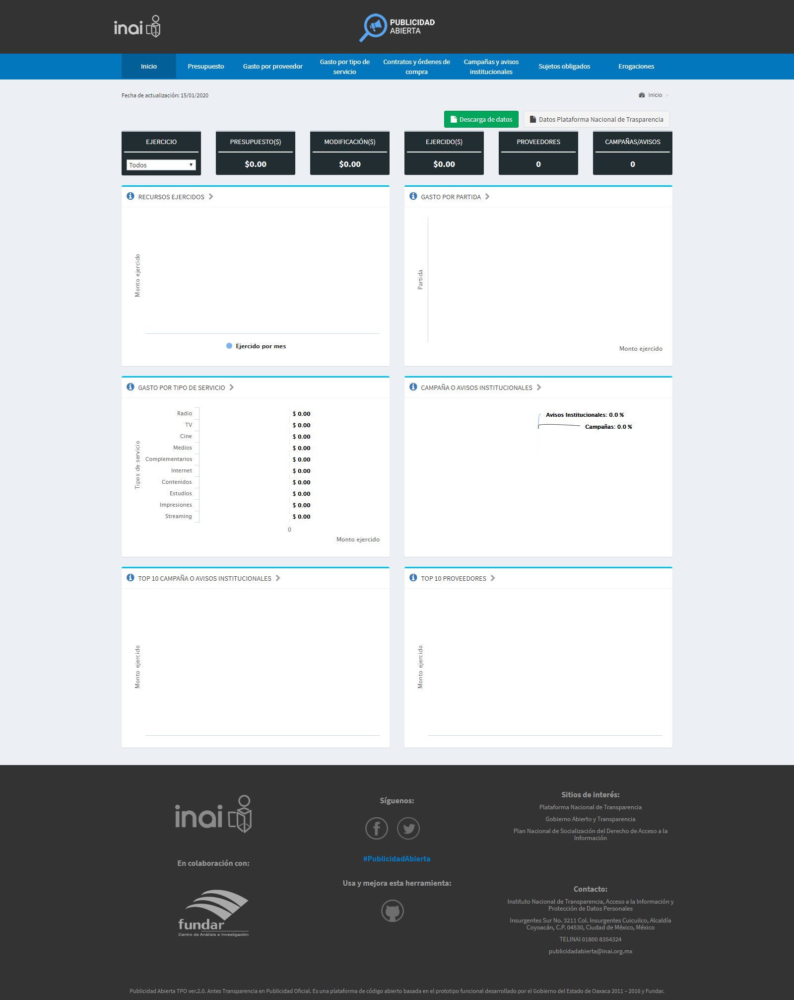 inai
PUBLICIDAD
ABIERTA
Inicio
Presupuesto
Gasto por proveedor
Gasto por tipo de
servicio
Contratos y órdenes de
compra
Campañas y avisos
institucionales
Sujetos obligados
Erogaciones
Fecha de actualización: 15/01/2020
Inicio >
Descarga de datos
Datos Plataforma Nacional de Trasparencia
EJERCICIO
Todos
PRESUPUESTO($)
$0.00
MODIFICACIÓN($)
$0.00
EJERCIDO($)
$0.00
PROVEEDORES
0
CAMPAÑAS/AVISOS
0
RECURSOS EJERCIDOS
Monto ejercido
Ejercido por mes
GASTO POR PARTIDA
Partida
Monto ejercido
GASTO POR TIPO DE SERVICIO
Tipos de servicio
Radio $ 0.00
TV $ 0.00
Cine $ 0.00
Medios $ 0.00
Complementarios $ 0.00
Internet $ 0.00
Contenidos $ 0.00
Estudios $ 0.00
Impresiones $ 0.00
Streaming $ 0.00
0
Monto ejercido
CAMPAÑA O AVISOS INSTITUCIONALES
Avisos Institucionales: 0.0 %
Campañas: 0.0 %
TOP 10 CAMPAÑA O AVISOS INSTITUCIONALES
Monto ejercido
TOP 10 PROVEEDORES
Monto ejercido
inai
En colaboración con:
fundar
Centro de Análisis e Investigación
Síguenos:
#PublicidadAbierta
Usa y mejora esta herramienta:
Sitios de interés:
Plataforma Nacional de Transparencia
Gobierno Abierto y Transparencia
Plan Nacional de Socialización del Derecho de Acceso a la
Información
Contacto:
Instituto Nacional de Transparencia, Acceso a la Información y
Protección de Datos Personales
Insurgentes Sur No. 3211 Col. Insurgentes Cuicuilco, Alcaldía
Coyoacán, C.P. 04530, Ciudad de México, México
TELINAI 01800 8354324
publicidadabierta@inai.org.mx
Publicidad Abierta TPO ver.2.0. Antes Transparencia en Publicidad Oficial. Es una plataforma de código abierto basada en el prototipo funcional desarrollado por el Gobierno del Estado de Oaxaca 2011 – 2016 y Fundar.